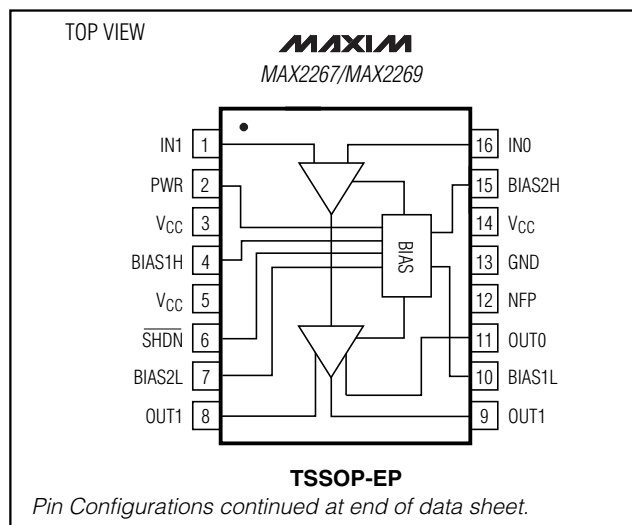 TOP VIEW
MAXIM
MAX2267/MAX2269
IN1 1
PWR 2
VCC 3
BIAS1H 4
VCC 5
SHDN 6
BIAS2L 7
OUT1 8
BIAS
16 IN0
15 BIAS2H
14 VCC
13 GND
12 NFP
11 OUT0
10 BIAS1L
9 OUT1
TSSOP-EP
Pin Configurations continued at end of data sheet.